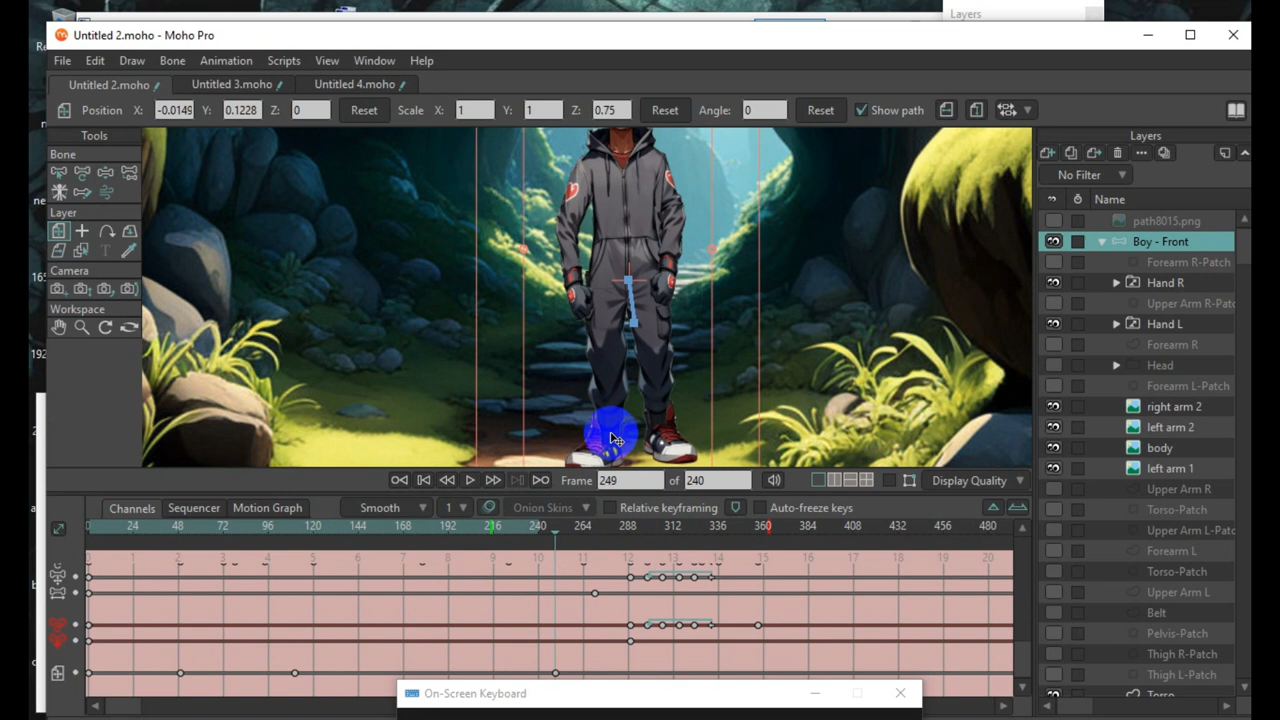 Layers
Untitled 2.moho - Moho Pro
File Edit Draw Bone Animation Scripts View Window Help
Untitled 2.moho Untitled 3.moho Untitled 4.moho
Position X: -0.0149 Y: 0.1228 Z: 0 Reset Scale X: 1 Y: 1 Z: 0.75 Reset Angle: 0 Reset Show path
Tools
Bone
Layer
Camera
Workspace
Layers
No Filter
Name
path8015.png
Boy - Front
Forearm R-Patch
Hand R
Upper Arm R-Patc
Hand L
Forearm R
Head
Forearm L-Patch
right arm 2
left arm 2
body
left arm 1
Upper Arm R
Torso-Patch
Upper Arm L-Patc
Forearm L
Torso-Patch
Upper Arm L
Belt
Pelvis-Patch
Thigh R-Patch
Thigh L-Patch
Torso
Frame 249 of 240 Display Quality
Channels Sequencer Motion Graph Smooth 1 Onion Skins Relative keyframing Auto-freeze keys
0 24 48 72 96 120 144 168 192 216 240 264 288 312 336 360 384 408 432 456 480
0 1 2 3 4 5 6 7 8 9 10 11 12 13 14 15 16 17 18 19 20
On-Screen Keyboard